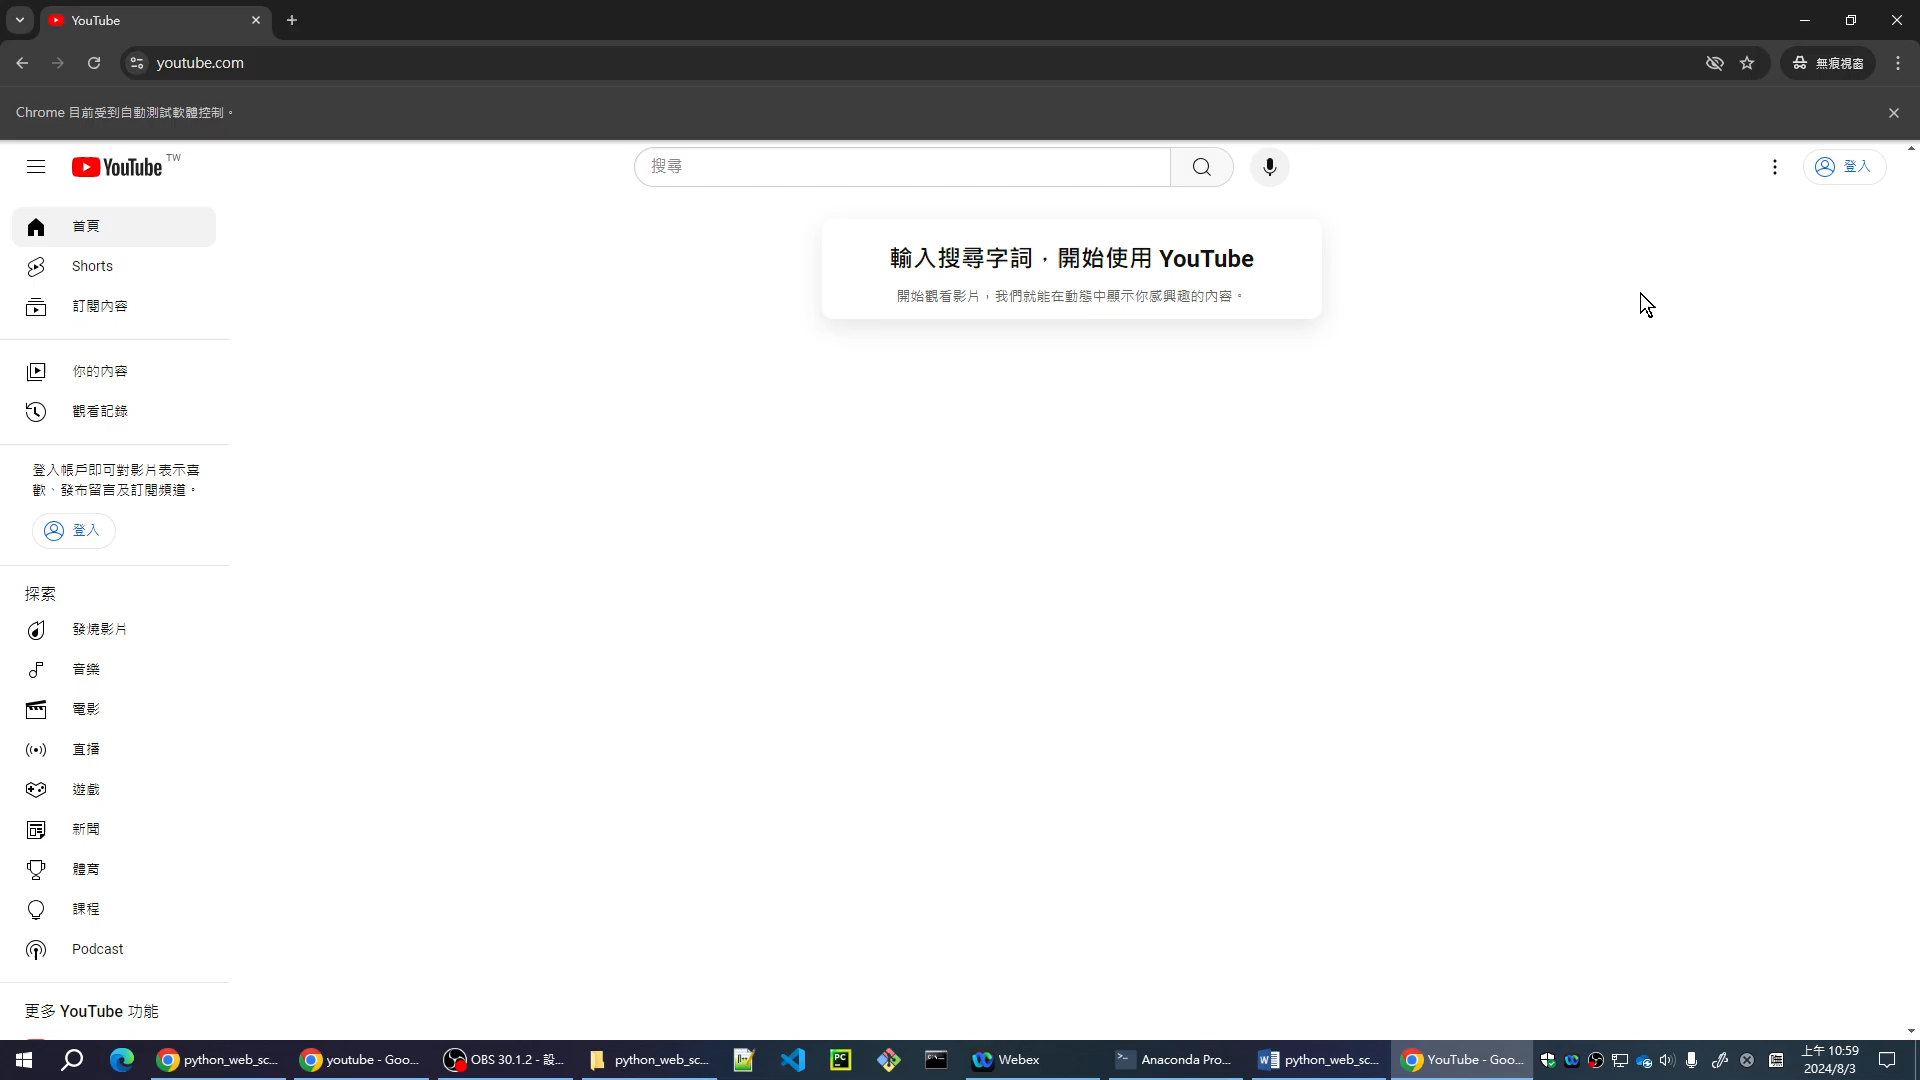 YouTube
youtube.com
無痕視窗
Chrome 目前受到自動測試軟體控制。
YouTube TW
搜尋
登入
首頁
Shorts
訂閱內容
你的內容
觀看記錄
登入帳戶即可對影片表示喜
歡、發布留言及訂閱頻道。
登入
探索
發燒影片
音樂
電影
直播
遊戲
新聞
體育
課程
Podcast
更多 YouTube 功能
輸入搜尋字詞，開始使用 YouTube
開始觀看影片，我們就能在動態中顯示你感興趣的內容。
python_web_sc...
youtube - Goo...
OBS 30.1.2 - 設...
python_web_sc...
PC
Webex
Anaconda Pro...
python_web_sc...
YouTube - Goo...
上午 10:59
2024/8/3